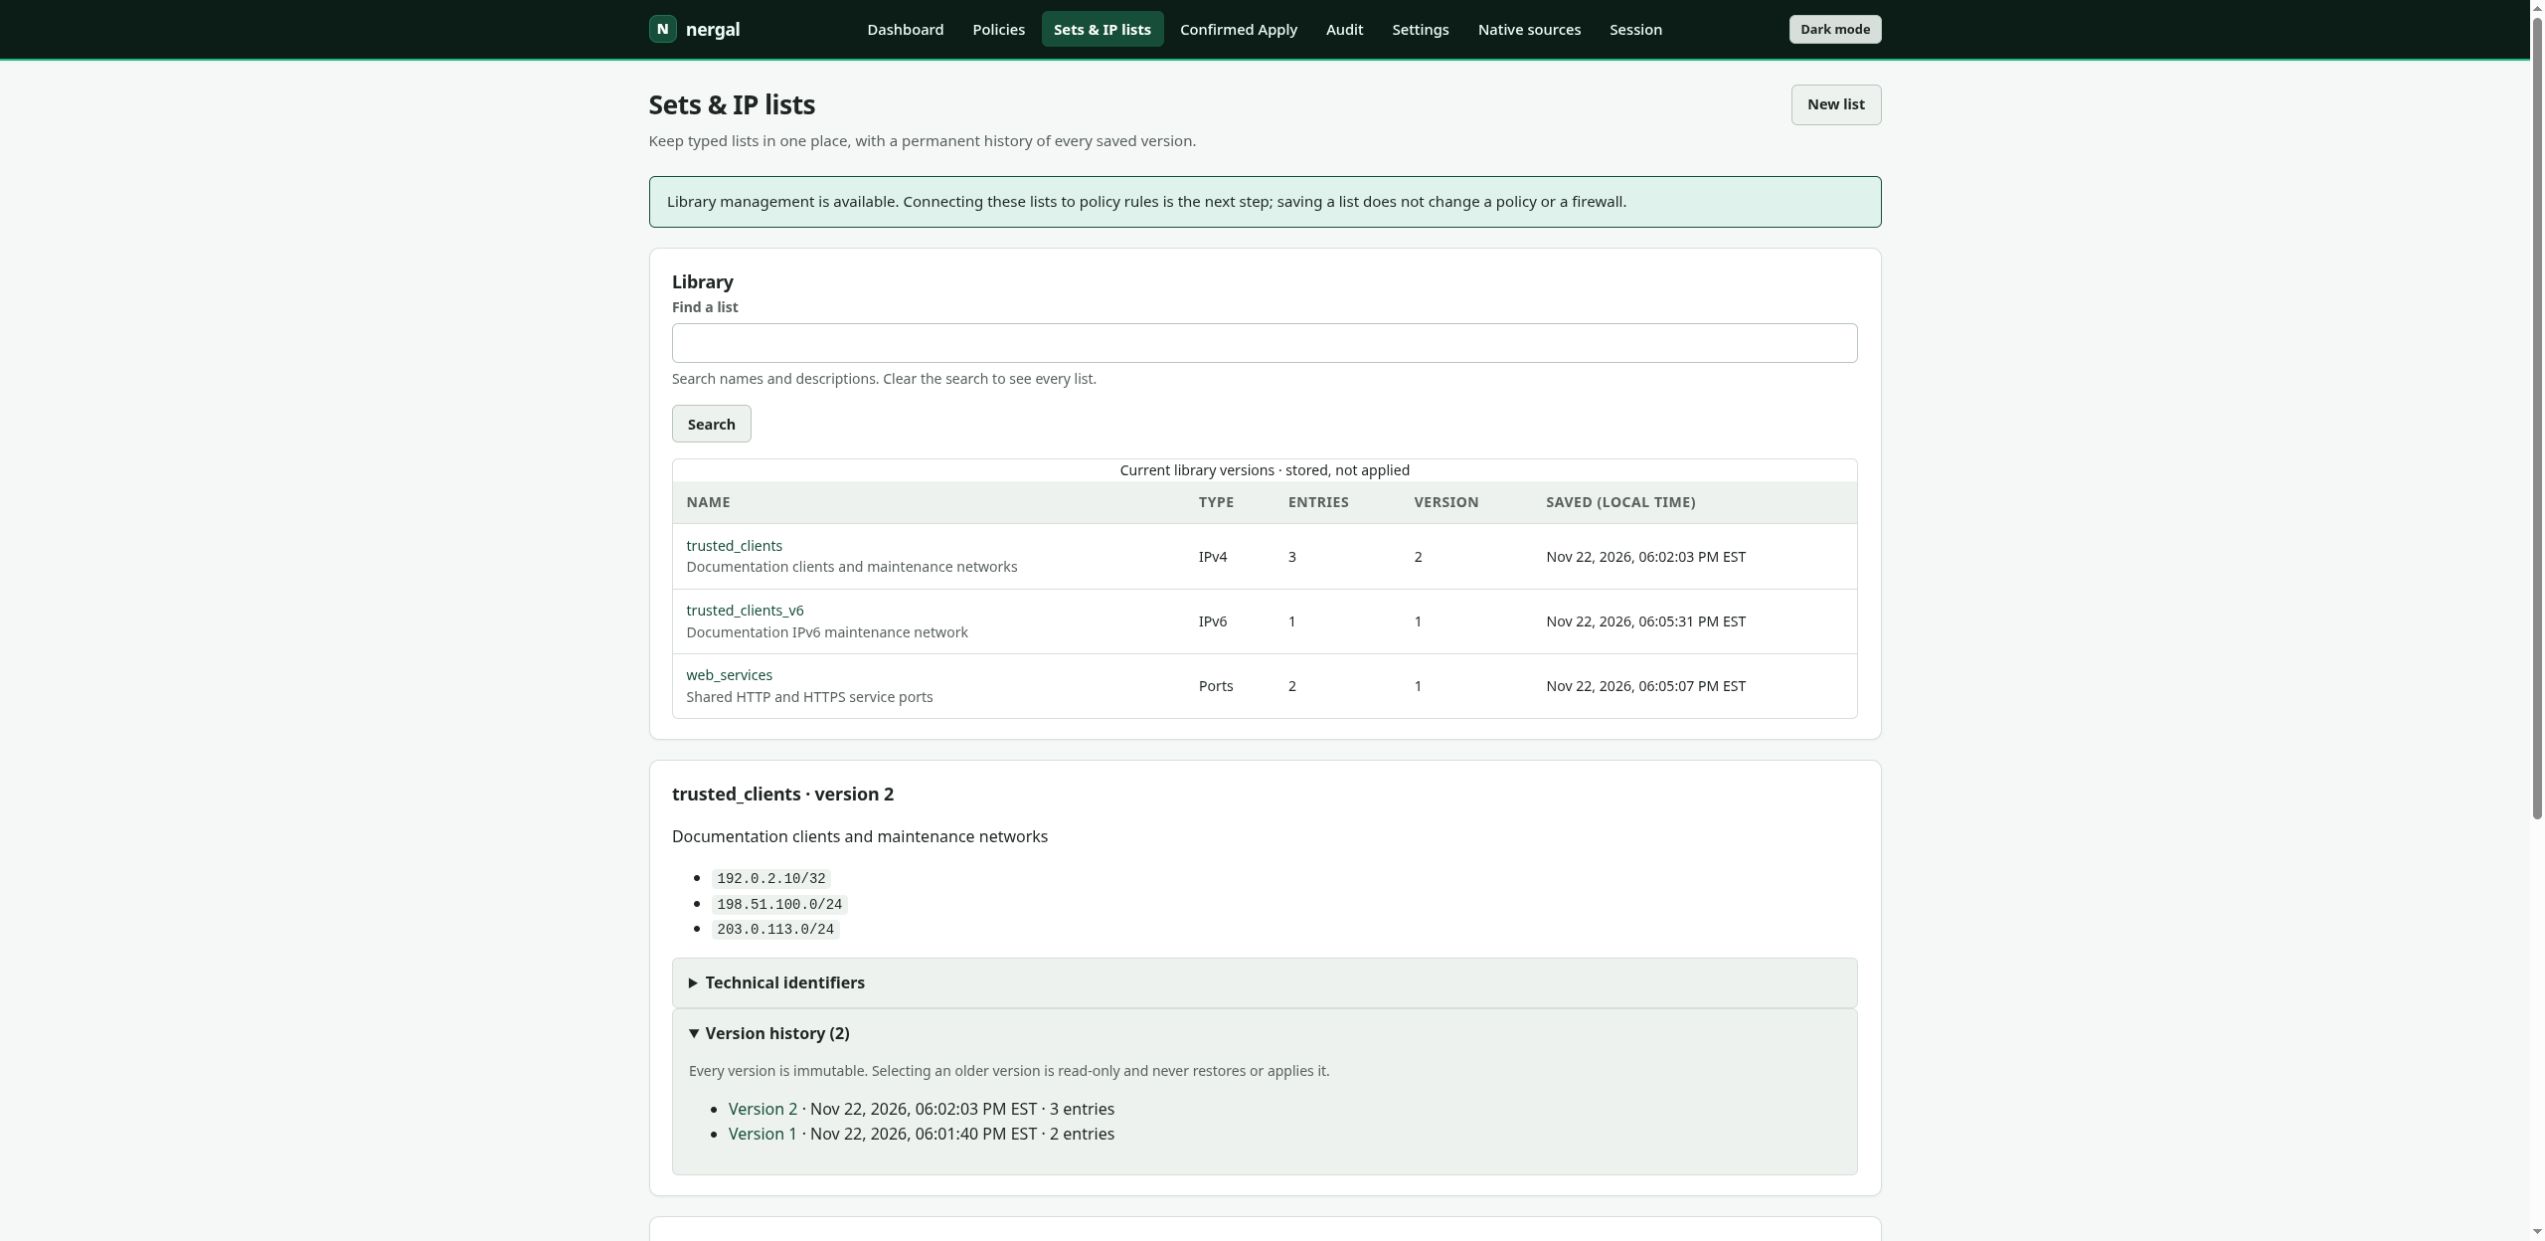 N nergal Dashboard Policies Sets & IP lists Confirmed Apply Audit Settings Native sources Session Dark mode
Sets & IP lists New list
Keep typed lists in one place, with a permanent history of every saved version.
Library management is available. Connecting these lists to policy rules is the next step; saving a list does not change a policy or a firewall.
Library
Find a list
Search names and descriptions. Clear the search to see every list.
Search
Current library versions · stored, not applied
NAME TYPE ENTRIES VERSION SAVED (LOCAL TIME)
trusted_clients
Documentation clients and maintenance networks IPv4 3 2 Nov 22, 2026, 06:02:03 PM EST
trusted_clients_v6
Documentation IPv6 maintenance network IPv6 1 1 Nov 22, 2026, 06:05:31 PM EST
web_services
Shared HTTP and HTTPS service ports Ports 2 1 Nov 22, 2026, 06:05:07 PM EST
trusted_clients · version 2
Documentation clients and maintenance networks
192.0.2.10/32
198.51.100.0/24
203.0.113.0/24
Technical identifiers
Version history (2)
Every version is immutable. Selecting an older version is read-only and never restores or applies it.
Version 2 · Nov 22, 2026, 06:02:03 PM EST · 3 entries
Version 1 · Nov 22, 2026, 06:01:40 PM EST · 2 entries